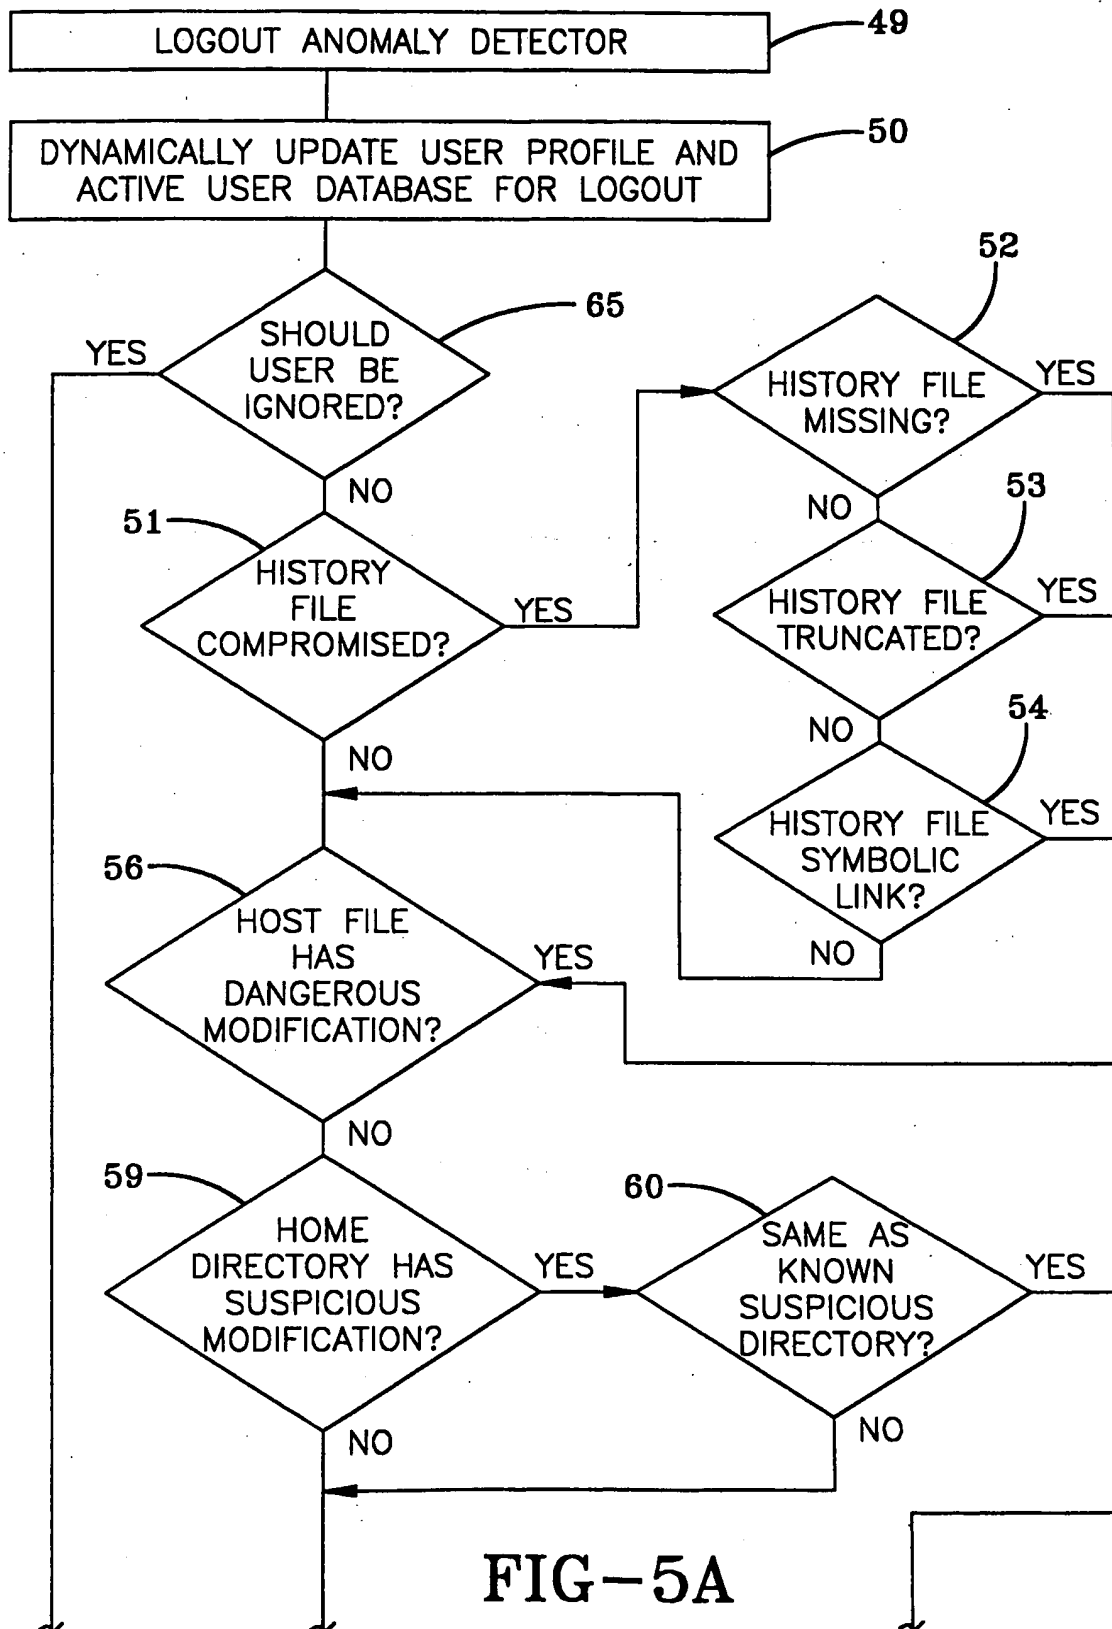 LOGOUT ANOMALY DETECTOR
49
DYNAMICALLY UPDATE USER PROFILE AND
ACTIVE USER DATABASE FOR LOGOUT
50
SHOULD
USER BE
IGNORED?
65
YES
NO
52
HISTORY FILE
MISSING?
YES
NO
51
HISTORY
FILE
COMPROMISED?
YES
NO
53
HISTORY FILE
TRUNCATED?
YES
NO
54
HISTORY FILE
SYMBOLIC
LINK?
YES
NO
56
HOST FILE
HAS
DANGEROUS
MODIFICATION?
YES
NO
59
HOME
DIRECTORY HAS
SUSPICIOUS
MODIFICATION?
YES
NO
60
SAME AS
KNOWN
SUSPICIOUS
DIRECTORY?
YES
NO
FIG-5A